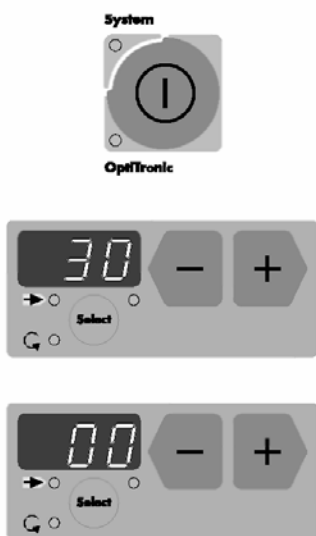 System
OptiTronic
30
− +
Select
00
− +
Select